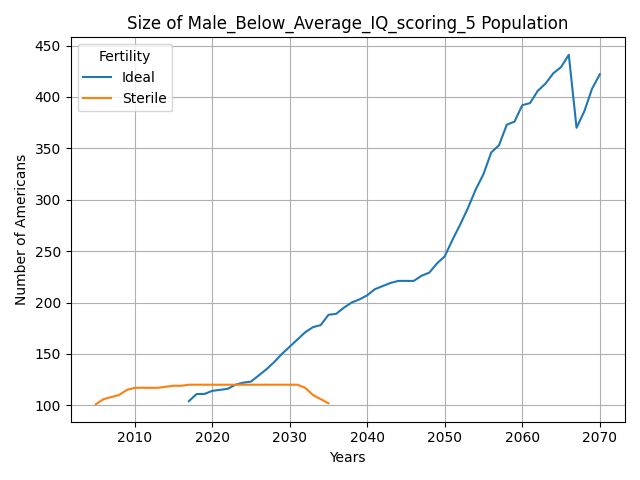 Size of Male_Below_Average_IQ_scoring_5 Population
Number of Americans
450
400
350
300
250
200
150
100
Fertility
Ideal
Sterile
2010 2020 2030 2040 2050 2060 2070
Years